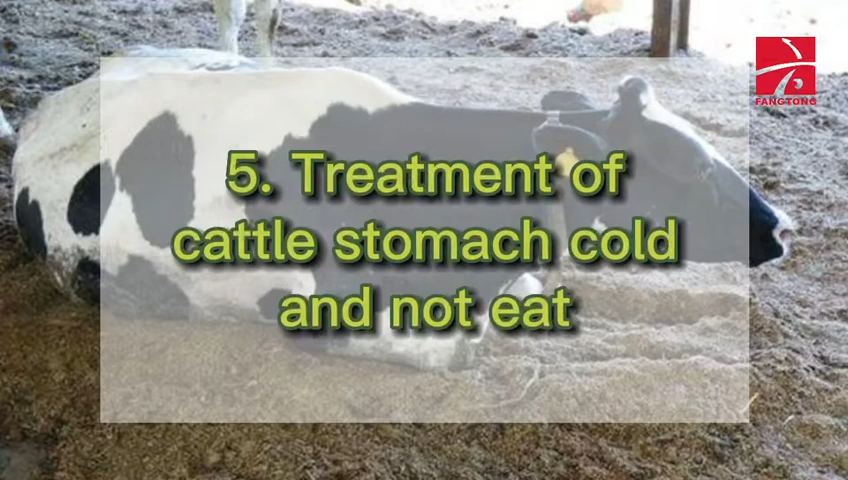 FANGTONG
5. Treatment of
cattle stomach cold
and not eat